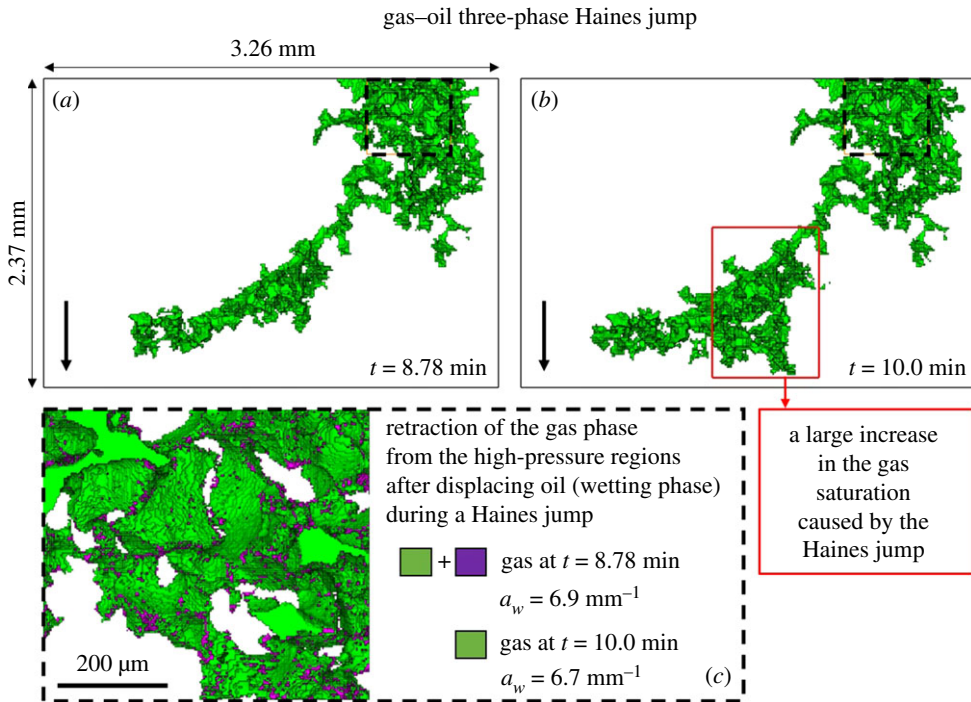 gas–oil three-phase Haines jump
3.26 mm
2.37 mm
(a)
t = 8.78 min
(b)
t = 10.0 min
200 µm
retraction of the gas phase
from the high-pressure regions
after displacing oil (wetting phase)
during a Haines jump
+ gas at t = 8.78 min
a_w = 6.9 mm⁻¹
gas at t = 10.0 min
a_w = 6.7 mm⁻¹
(c)
a large increase
in the gas
saturation
caused by the
Haines jump